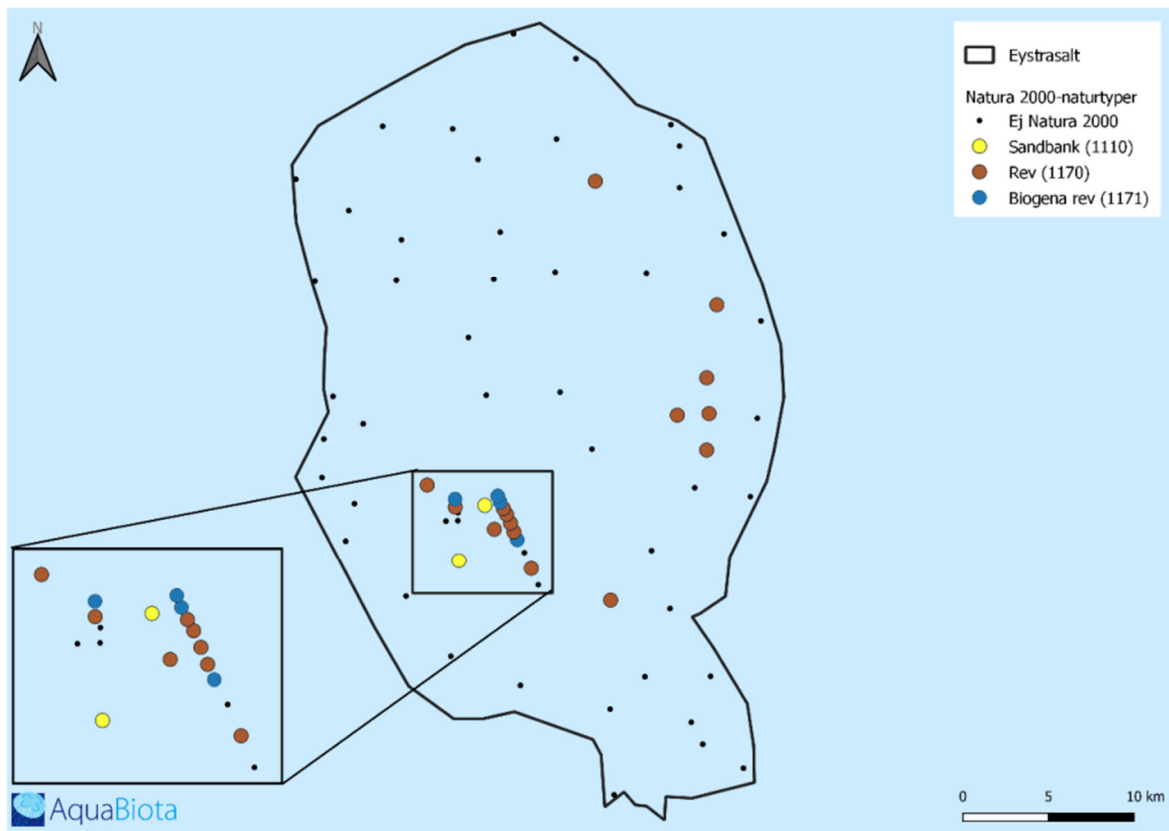 N
Eystrasalt
Natura 2000-naturtyper
Ej Natura 2000
Sandbank (1110)
Rev (1170)
Biogena rev (1171)
AquaBiota
0 5 10 km